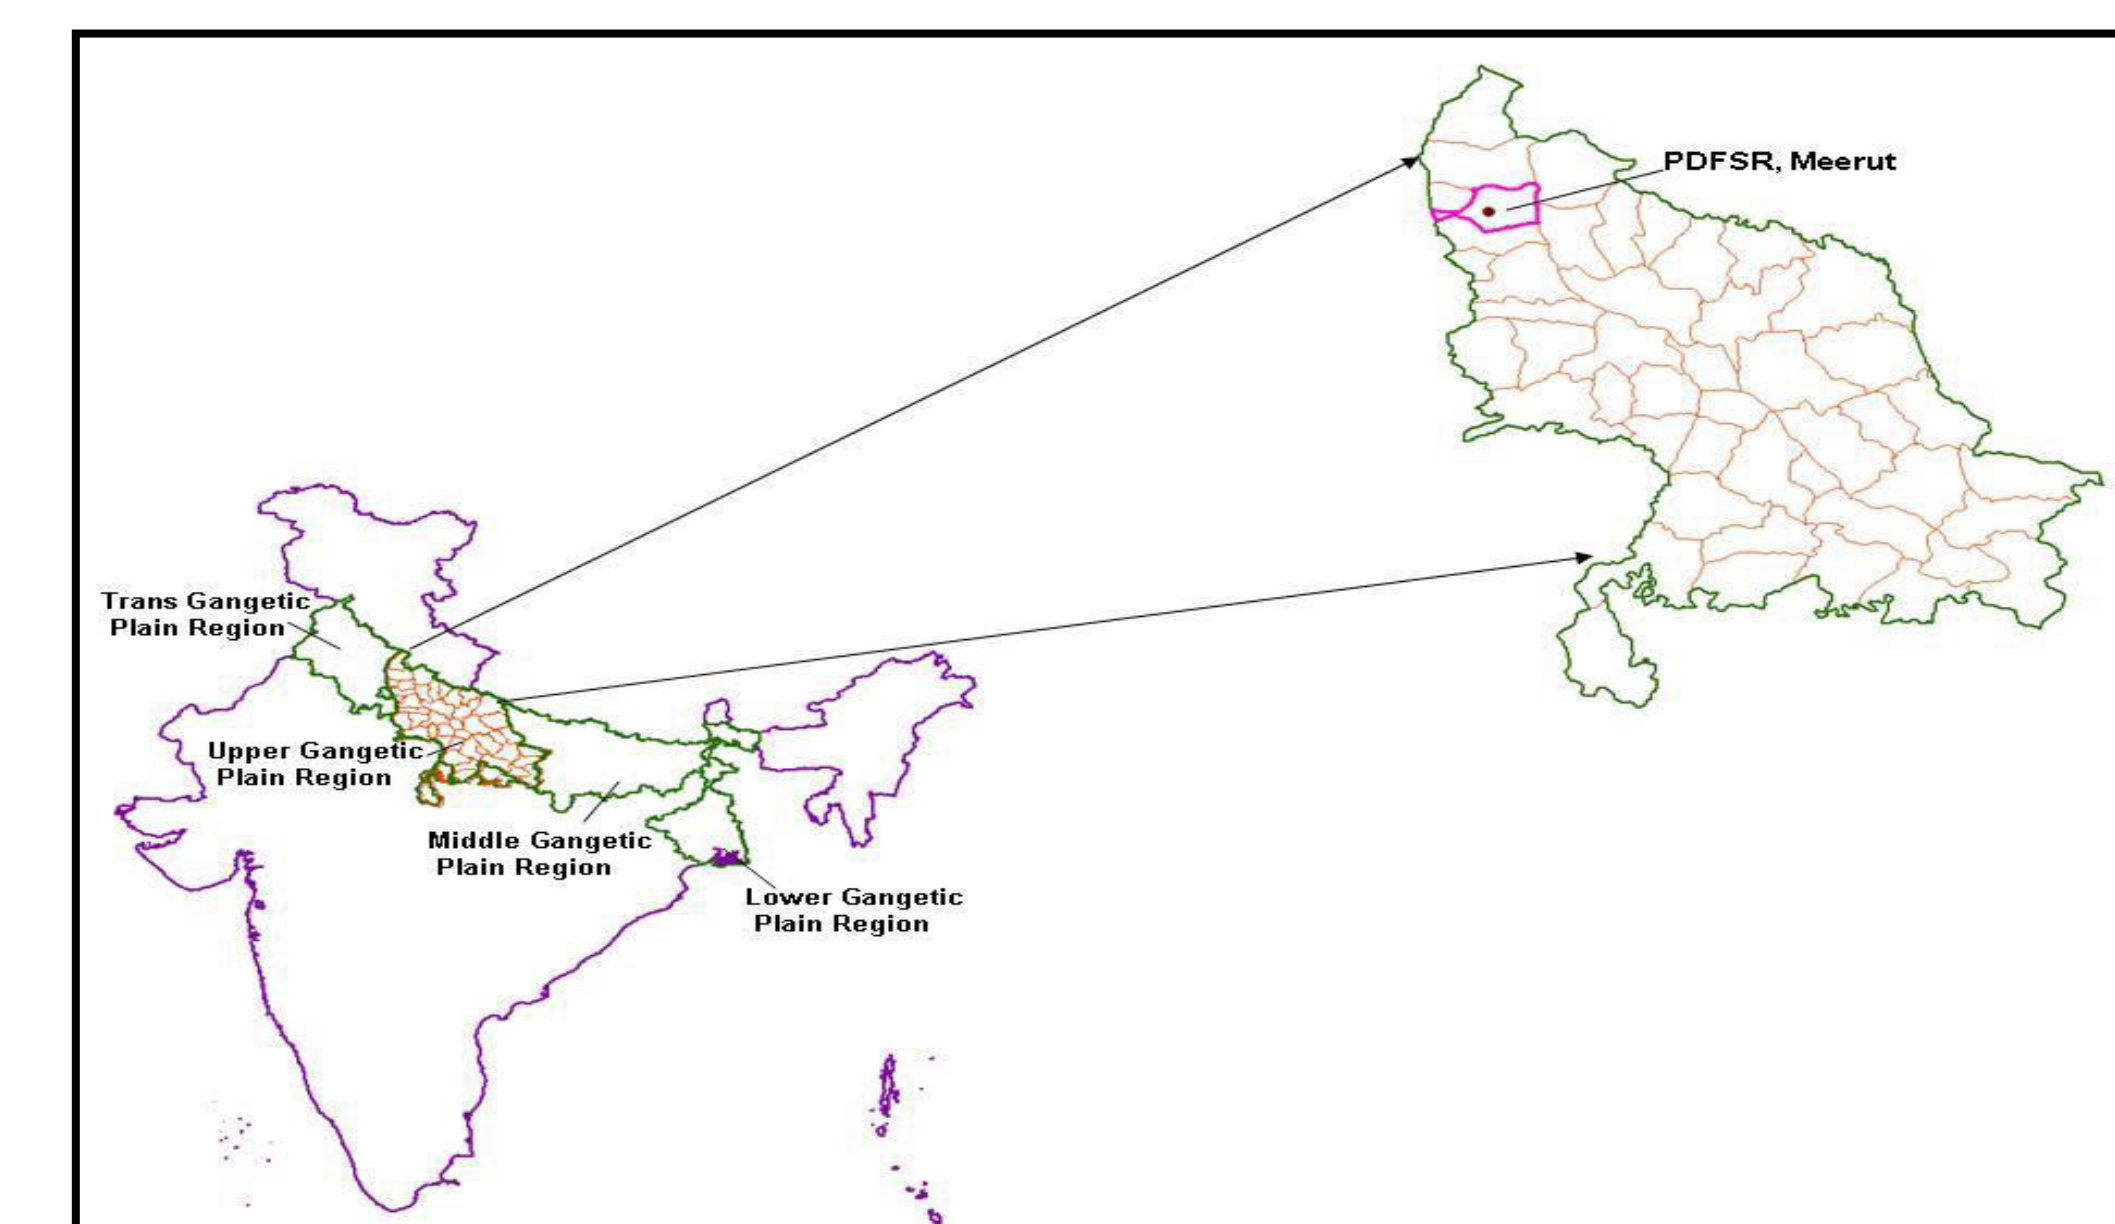 PDFSR, Meerut
Trans Gangetic
Plain Region
Upper Gangetic
Plain Region
Middle Gangetic
Plain Region
Lower Gangetic
Plain Region